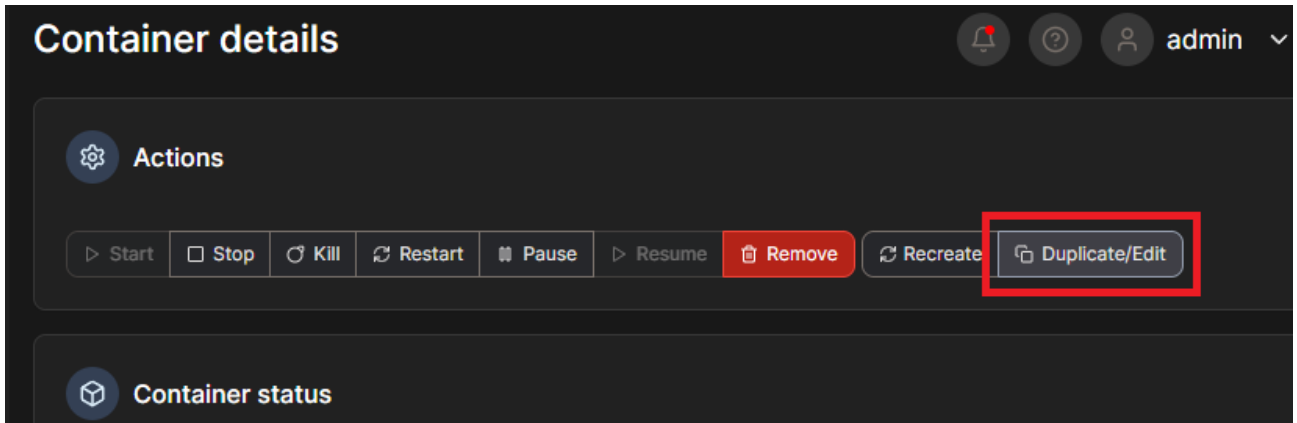 Container details
admin
Actions
Start Stop Kill Restart Pause Resume Remove Recreate Duplicate/Edit
Container status